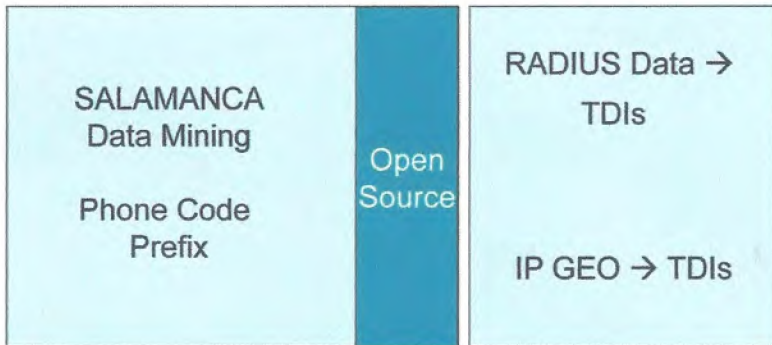 SALAMANCA
Data Mining
Phone Code
Prefix
Open
Source
RADIUS Data →
TDIs
IP GEO → TDIs